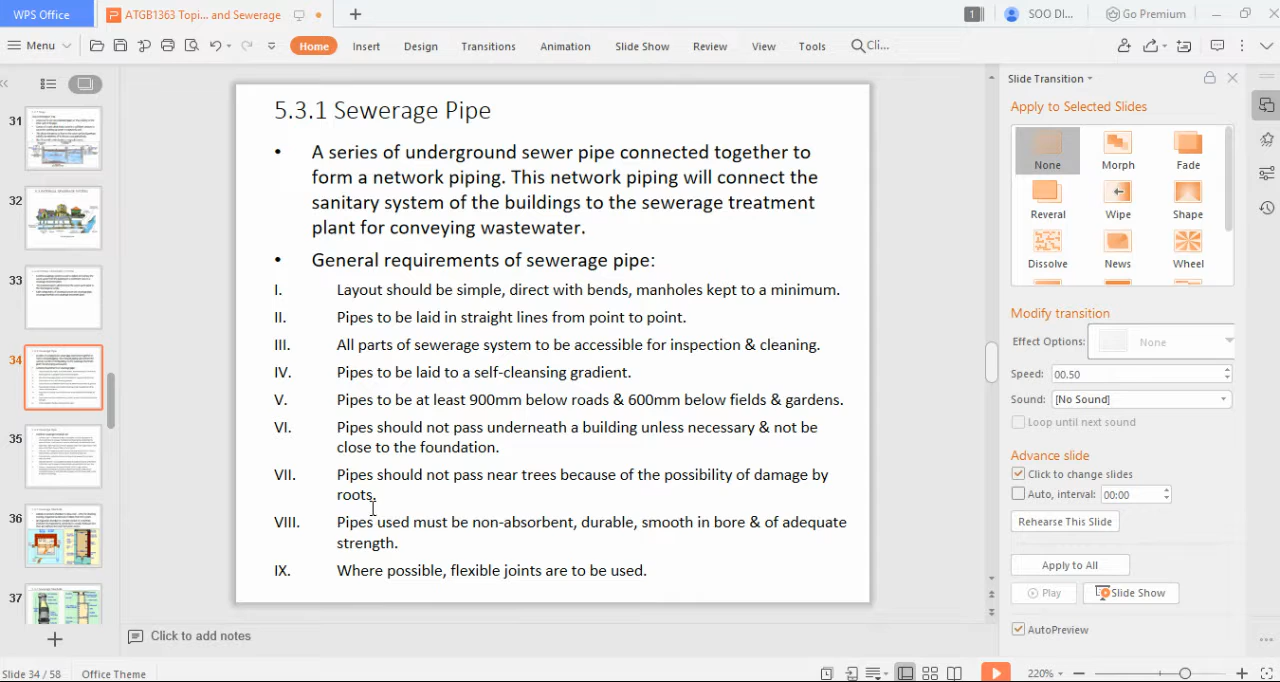 WPS Office
ATGB1363 Topi... and Sewerage
1
SOO DI...
Go Premium
Menu
Home
Insert
Design
Transitions
Animation
Slide Show
Review
View
Tools
Cli...
31
32
33
34
35
36
37
5.3.1 Sewerage Pipe
• A series of underground sewer pipe connected together to
form a network piping. This network piping will connect the
sanitary system of the buildings to the sewerage treatment
plant for conveying wastewater.
• General requirements of sewerage pipe:
I. Layout should be simple, direct with bends, manholes kept to a minimum.
II. Pipes to be laid in straight lines from point to point.
III. All parts of sewerage system to be accessible for inspection & cleaning.
IV. Pipes to be laid to a self-cleansing gradient.
V. Pipes to be at least 900mm below roads & 600mm below fields & gardens.
VI. Pipes should not pass underneath a building unless necessary & not be
close to the foundation.
VII. Pipes should not pass near trees because of the possibility of damage by
roots.
VIII. Pipes used must be non-absorbent, durable, smooth in bore & of adequate
strength.
IX. Where possible, flexible joints are to be used.
Click to add notes
Slide Transition
Apply to Selected Slides
None
Morph
Fade
Reveral
Wipe
Shape
Dissolve
News
Wheel
Modify transition
Effect Options:
None
Speed: 00.50
Sound: [No Sound]
Loop until next sound
Advance slide
Click to change slides
Auto, interval: 00:00
Rehearse This Slide
Apply to All
Play
Slide Show
AutoPreview
Slide 34 / 58
Office Theme
220%